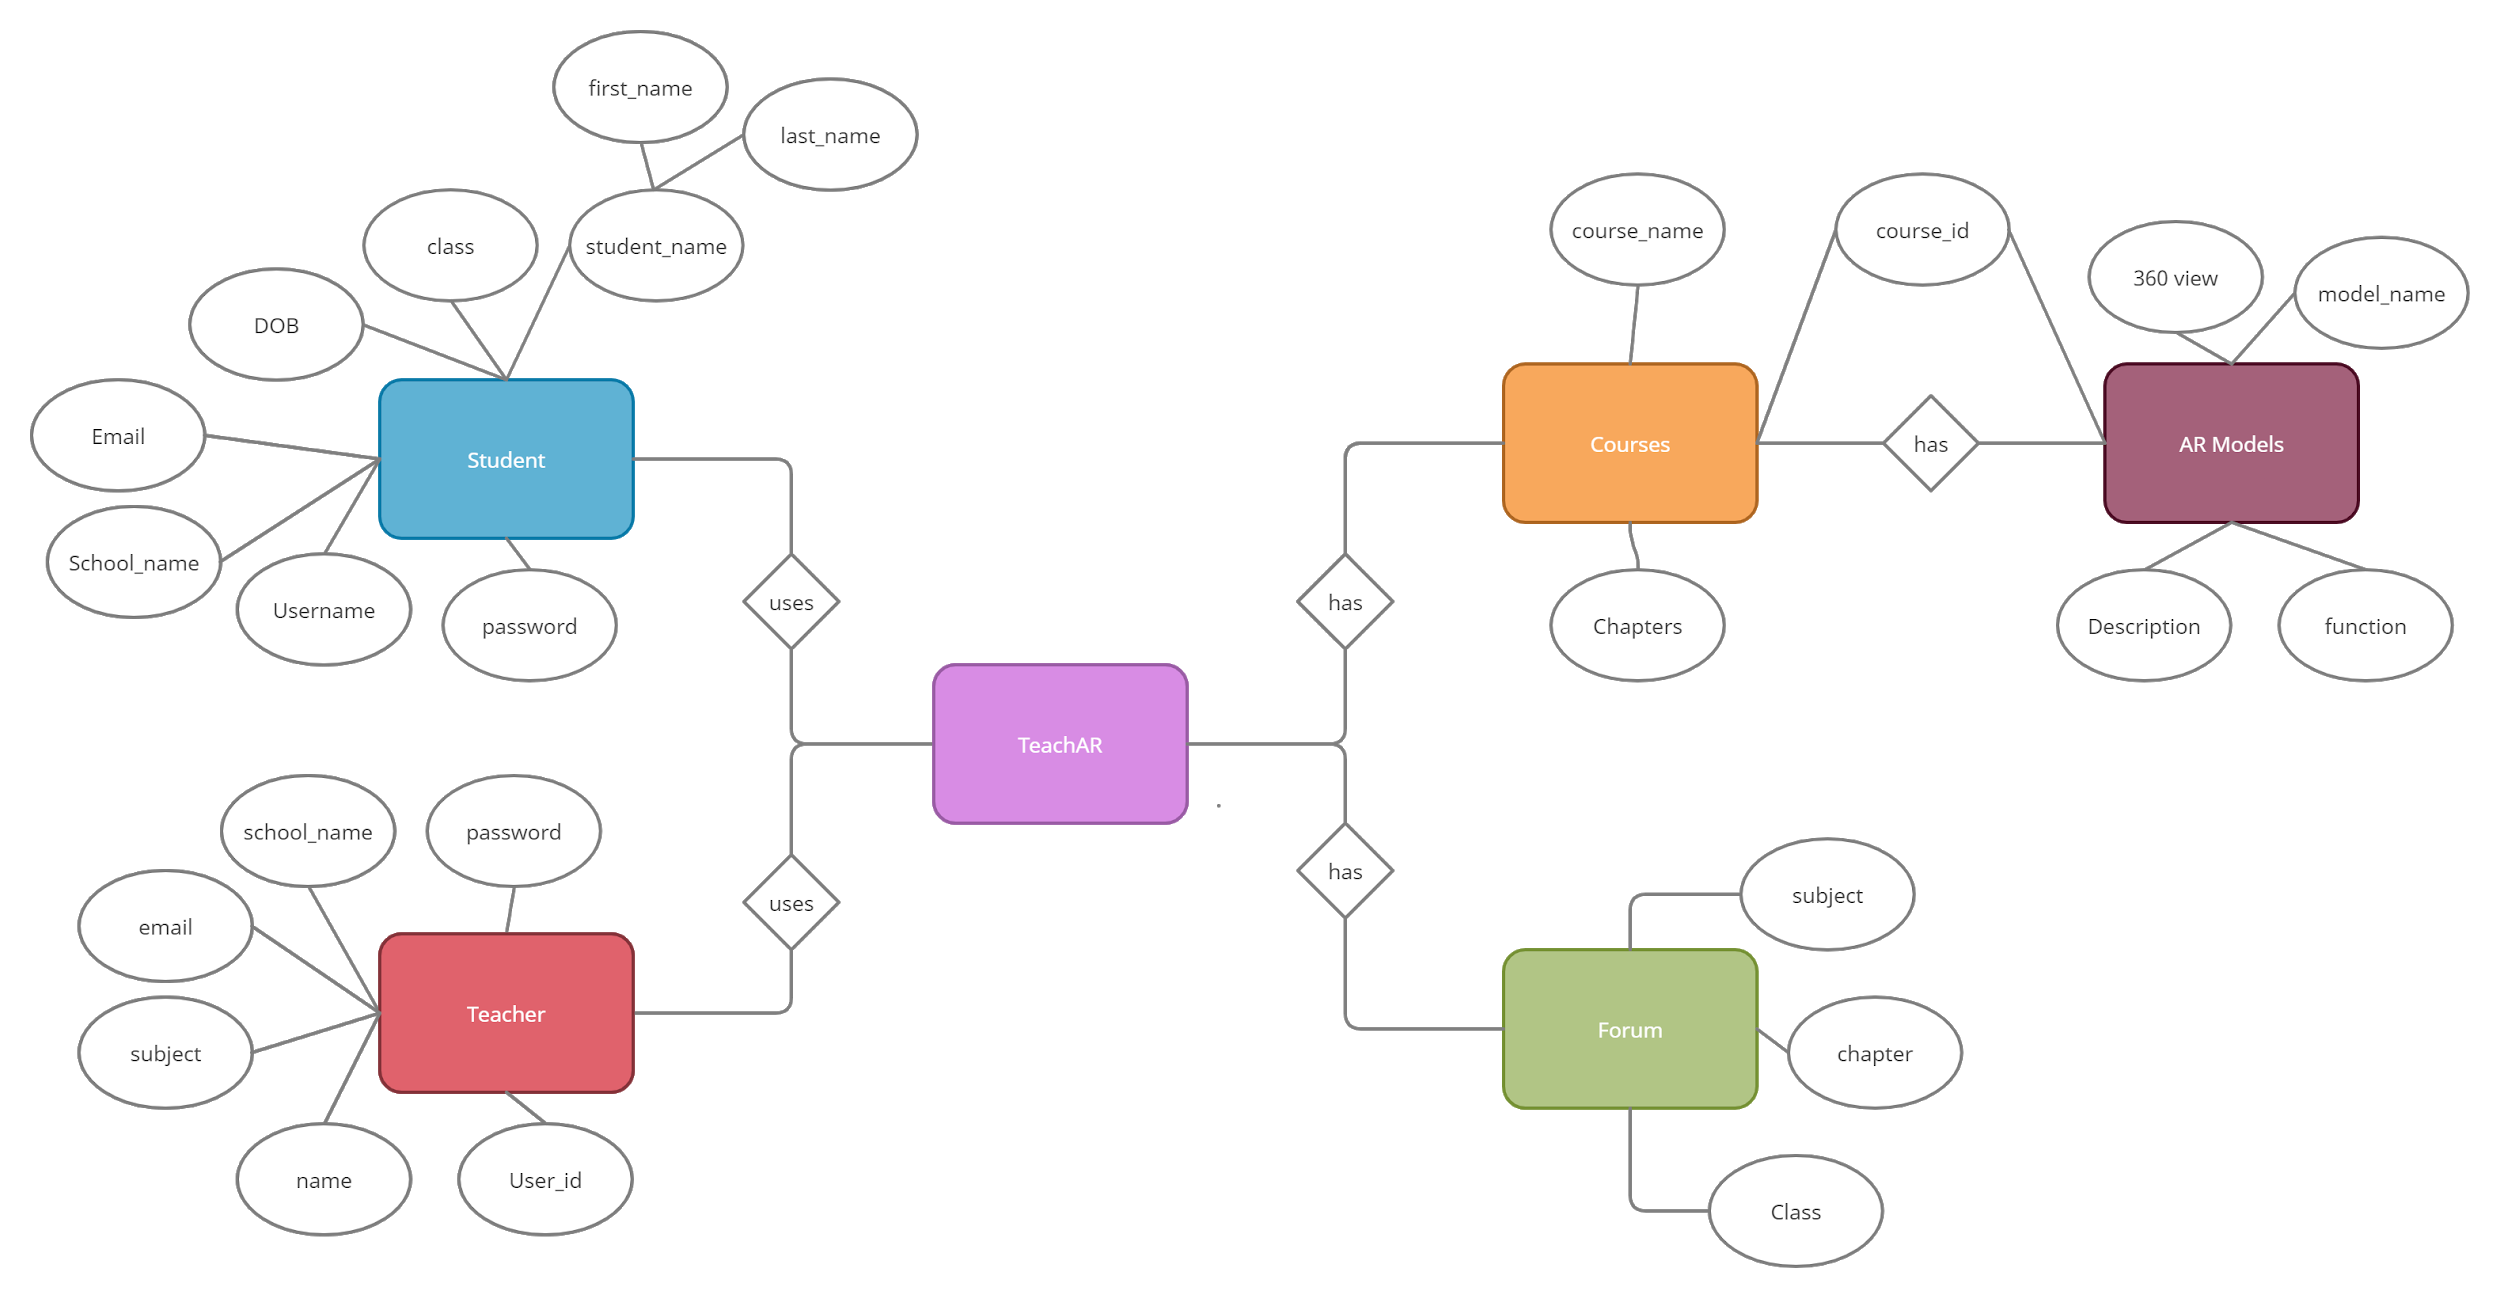 first_name
last_name
class
student_name
DOB
Email
Student
School_name
Username
password
uses
course_name
course_id
360 view
model_name
Courses
has
AR Models
has
Chapters
Description
function
TeachAR
school_name
password
email
subject
Teacher
uses
name
User_id
has
subject
Forum
chapter
Class